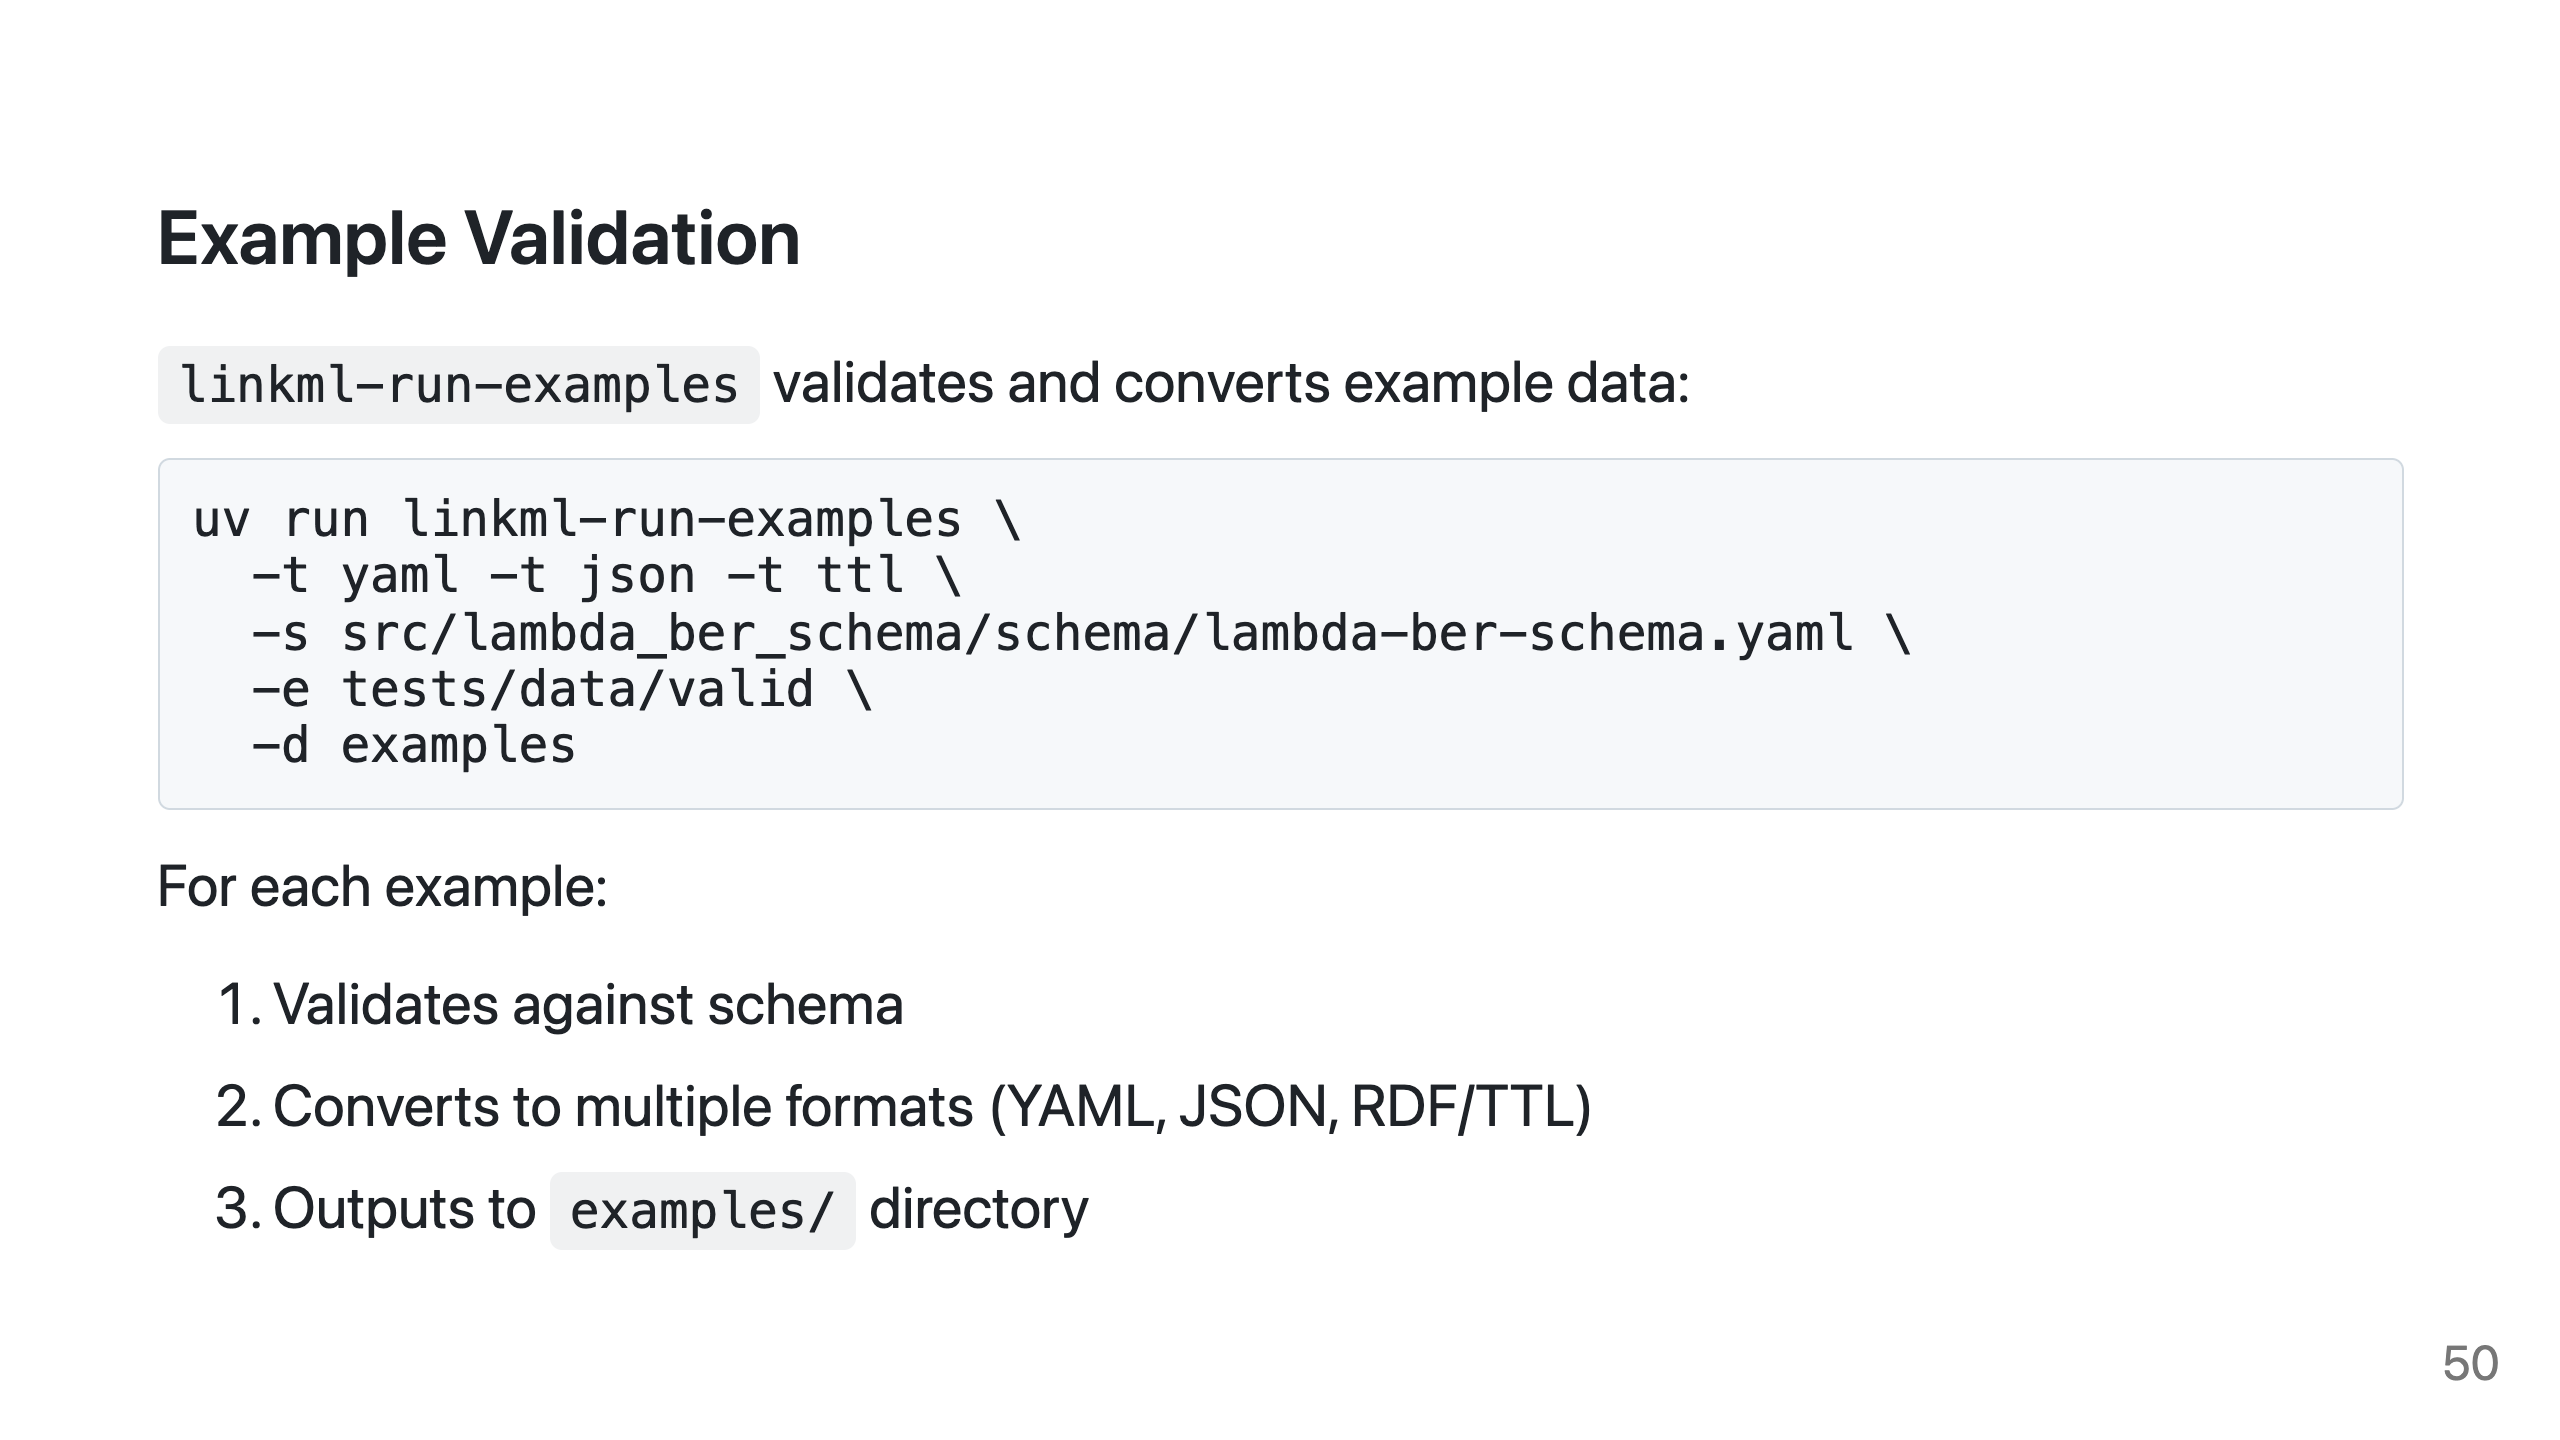 Example Validation
linkml-run-examples validates and converts example data:
uv run linkml-run-examples \
  -t yaml -t json -t ttl \
  -s src/lambda_ber_schema/schema/lambda-ber-schema.yaml \
  -e tests/data/valid \
  -d examples
For each example:
1. Validates against schema
2. Converts to multiple formats (YAML, JSON, RDF/TTL)
3. Outputs to examples/ directory
50